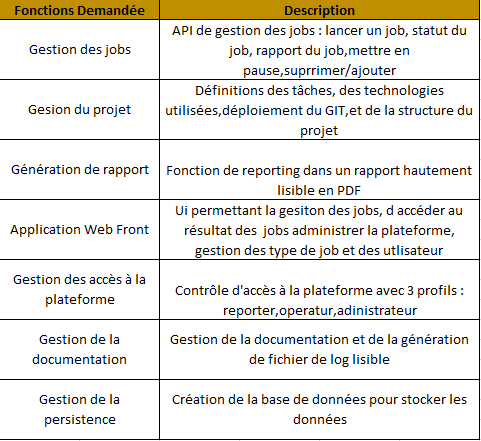 Fonctions Demandée
Description
Gestion des jobs
API de gestion des jobs : lancer un job, statut du
job, rapport du job,mettre en
pause,suprrimer/ajouter
Gesion du projet
Définitions des tâches, des technologies
utilisées,déploiement du GIT,et de la structure du
projet
Génération de rapport
Fonction de reporting dans un rapport hautement
lisible en PDF
Application Web Front
Ui permettant la gesiton des jobs, d accéder au
résultat des  jobs administrer la plateforme,
gestion des type de job et des utlisateur
Gestion des accès à la
plateforme
Contrôle d'accès à la plateforme avec 3 profils :
reporter,operatur,adinistrateur
Gestion de la
documentation
Gestion de la documentation et de la génération
de fichier de log lisible
Gestion de la
persistence
Création de la base de données pour stocker les
données